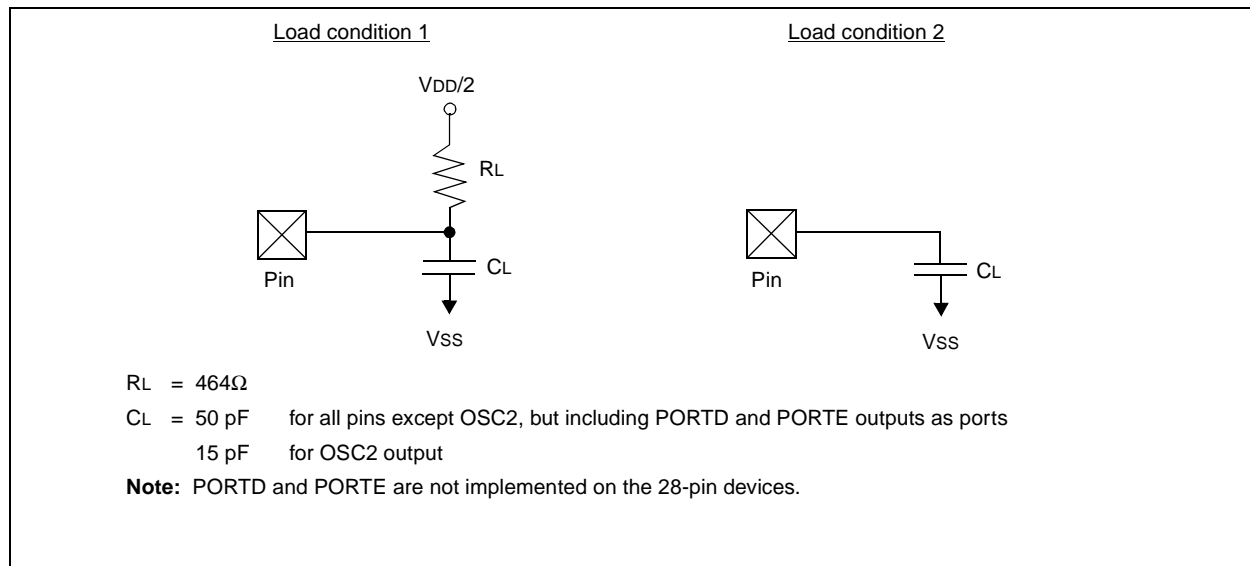 Load condition 1
Load condition 2
VDD/2
RL
Pin
CL
VSS
Pin
CL
VSS
RL = 464Ω
CL = 50 pF for all pins except OSC2, but including PORTD and PORTE outputs as ports
15 pF for OSC2 output
Note: PORTD and PORTE are not implemented on the 28-pin devices.